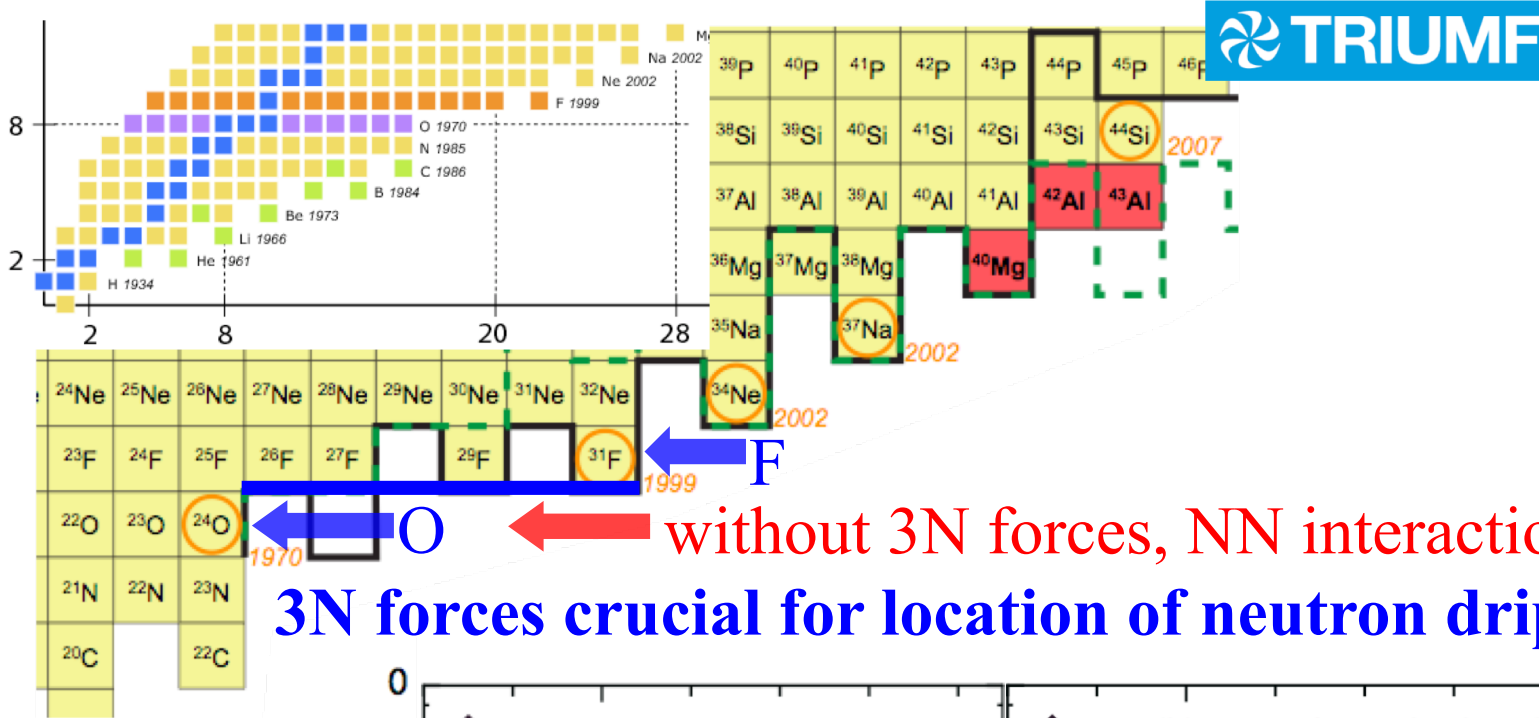 TRIUMF
Mg
Na 2002
Ne 2002
F 1999
8
O 1970
N 1985
C 1986
B 1984
Be 1973
Li 1966
2
He 1961
H 1934
2 8 20 28
39P 40P 41P 42P 43P 44P 45P 46P
38Si 39Si 40Si 41Si 42Si 43Si 44Si 2007
37Al 38Al 39Al 40Al 41Al 42Al 43Al
36Mg 37Mg 38Mg 40Mg
35Na 37Na 2002
24Ne 25Ne 26Ne 27Ne 28Ne 29Ne 30Ne 31Ne 32Ne 34Ne 2002
23F 24F 25F 26F 27F 29F 31F 1999 F
22O 23O 24O 1970 O
without 3N forces, NN interactio
21N 22N 23N
3N forces crucial for location of neutron drip
20C 22C
0